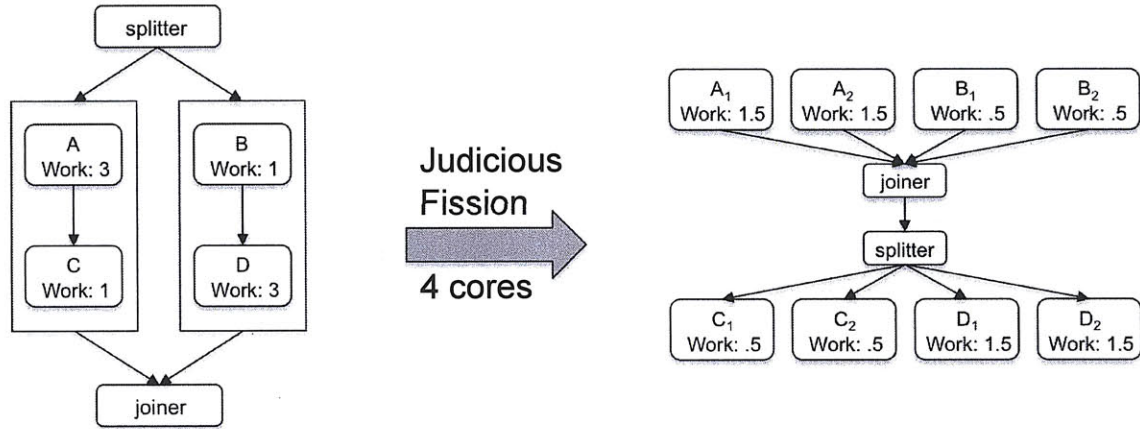 splitter
A
Work: 3
B
Work: 1
C
Work: 1
D
Work: 3
joiner
Judicious
Fission
4 cores
A1
Work: 1.5
A2
Work: 1.5
B1
Work: .5
B2
Work: .5
joiner
splitter
C1
Work: .5
C2
Work: .5
D1
Work: 1.5
D2
Work: 1.5